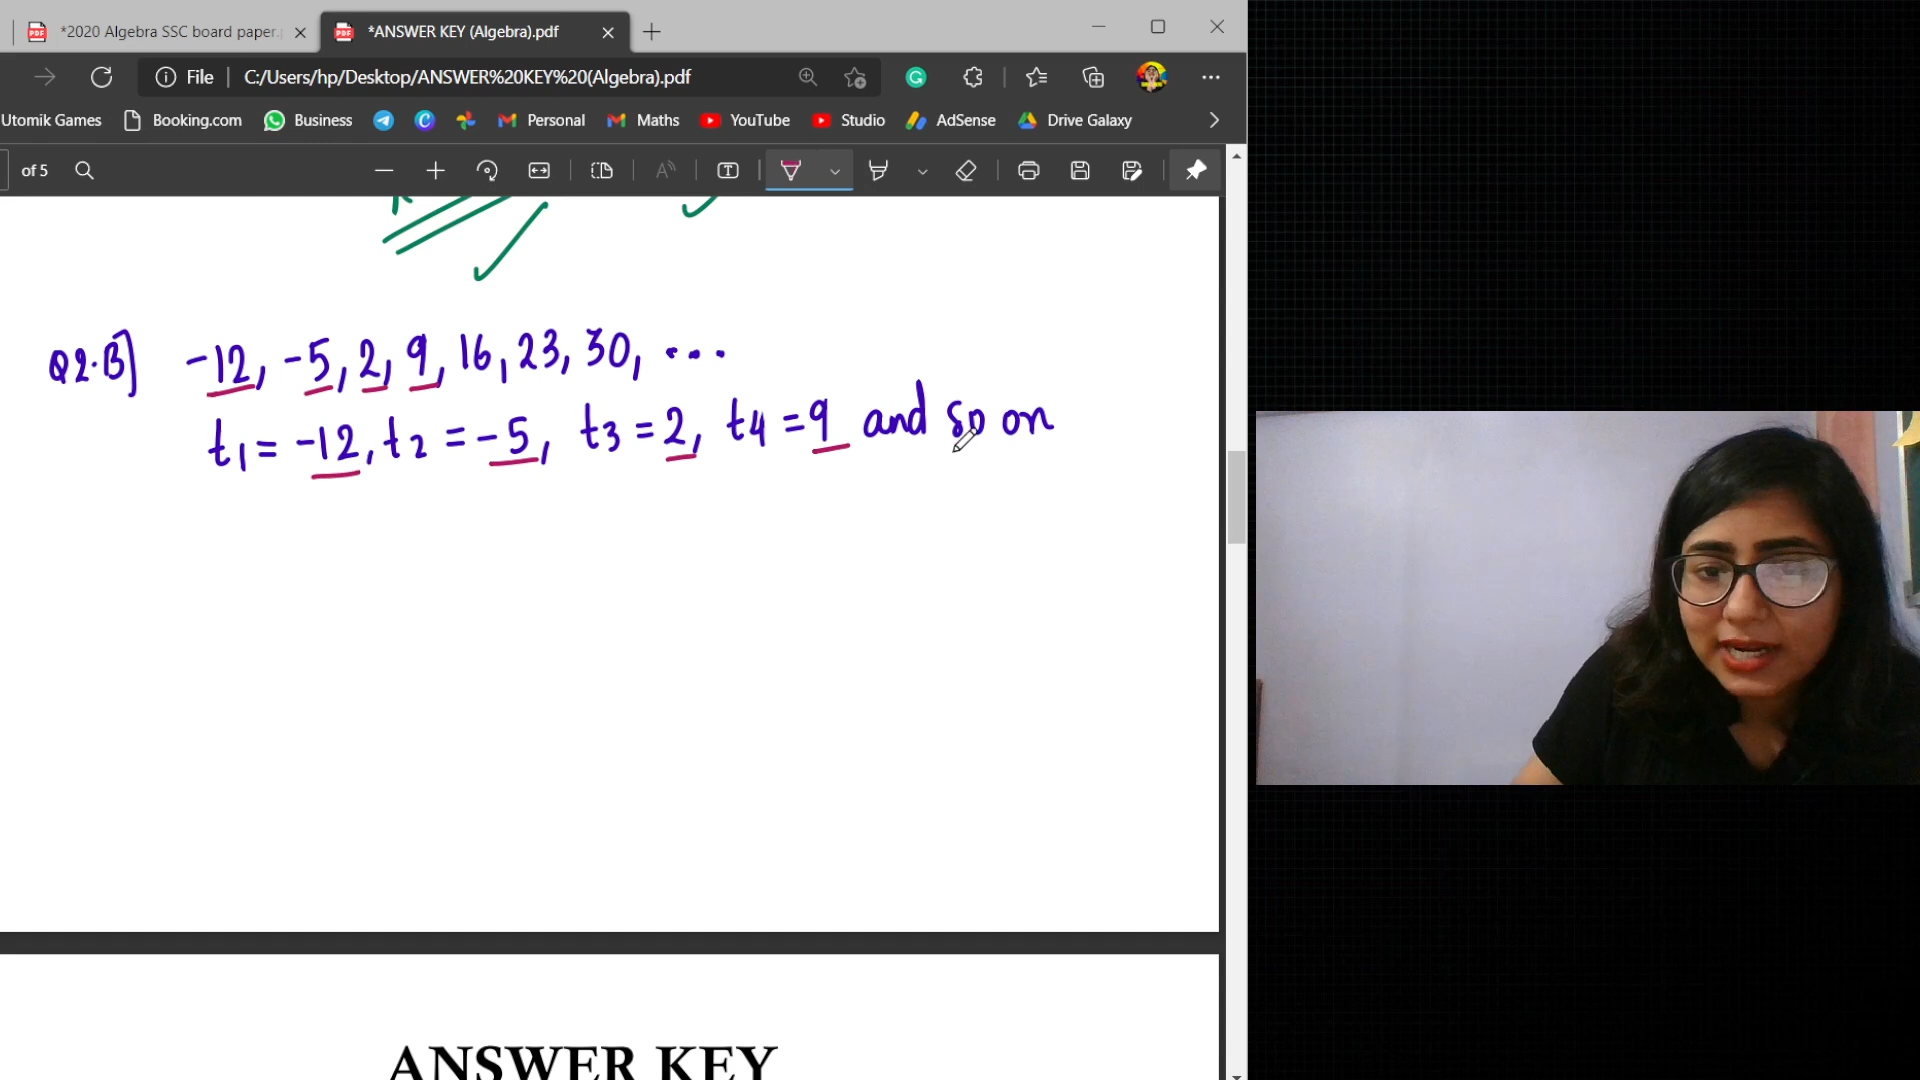 *2020 Algebra SSC board paper.p
*ANSWER KEY (Algebra).pdf
File C:/Users/hp/Desktop/ANSWER%20KEY%20(Algebra).pdf
Utomik Games Booking.com Business Personal Maths YouTube Studio AdSense Drive Galaxy
of 5
Q2.B] -12, -5, 2, 9, 16, 23, 30, ...
t1 = -12, t2 = -5, t3 = 2, t4 = 9 and so on
ANSWER KEY